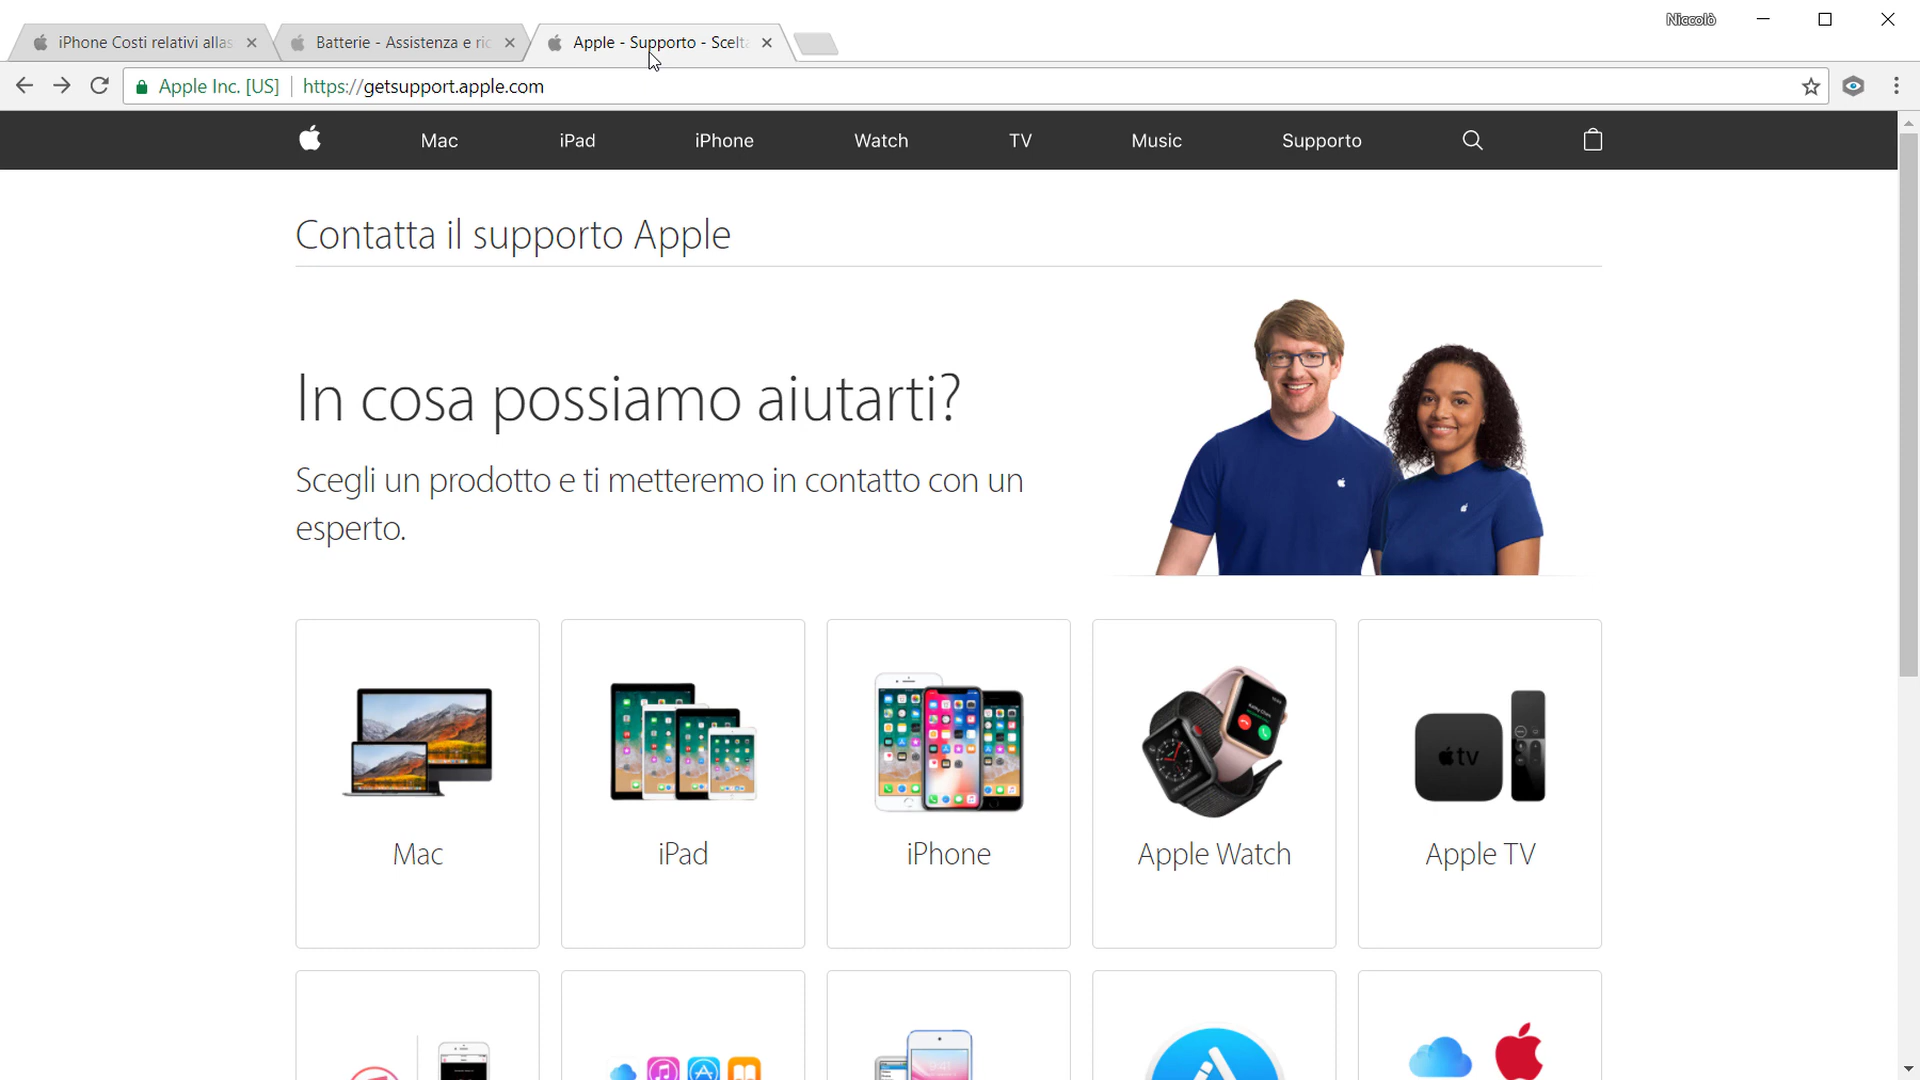 Niccolò
iPhone Costi relativi allas
Batterie - Assistenza e ric
Apple - Supporto - Scelta
Apple Inc. [US]
https://getsupport.apple.com
Mac
iPad
iPhone
Watch
TV
Music
Supporto
Contatta il supporto Apple
In cosa possiamo aiutarti?
Scegli un prodotto e ti metteremo in contatto con un
esperto.
tv
Mac
iPad
iPhone
Apple Watch
Apple TV